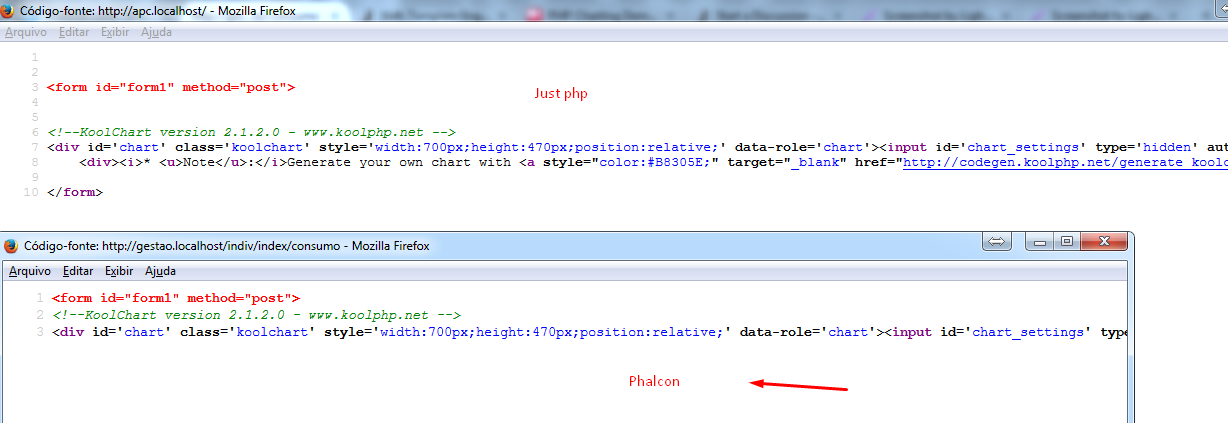 Código-fonte: http://apc.localhost/ - Mozilla Firefox
Arquivo Editar Exibir Ajuda
1
2
3 <form id="form1" method="post">
Just php
4
5
6 <!--KoolChart version 2.1.2.0 - www.koolphp.net -->
7 <div id='chart' class='koolchart' style='width:700px;height:470px;position:relative;' data-role='chart'><input id='chart_settings' type='hidden' aut
8 <div><i>* <u>Note</u>:</i>Generate your own chart with <a style="color:#B8305E;" target="_blank" href="http://codegen.koolphp.net/generate_koolc
9
10 </form>
Código-fonte: http://gestao.localhost/indiv/index/consumo - Mozilla Firefox
Arquivo Editar Exibir Ajuda
1 <form id="form1" method="post">
2 <!--KoolChart version 2.1.2.0 - www.koolphp.net -->
3 <div id='chart' class='koolchart' style='width:700px;height:470px;position:relative;' data-role='chart'><input id='chart_settings' type=
Phalcon